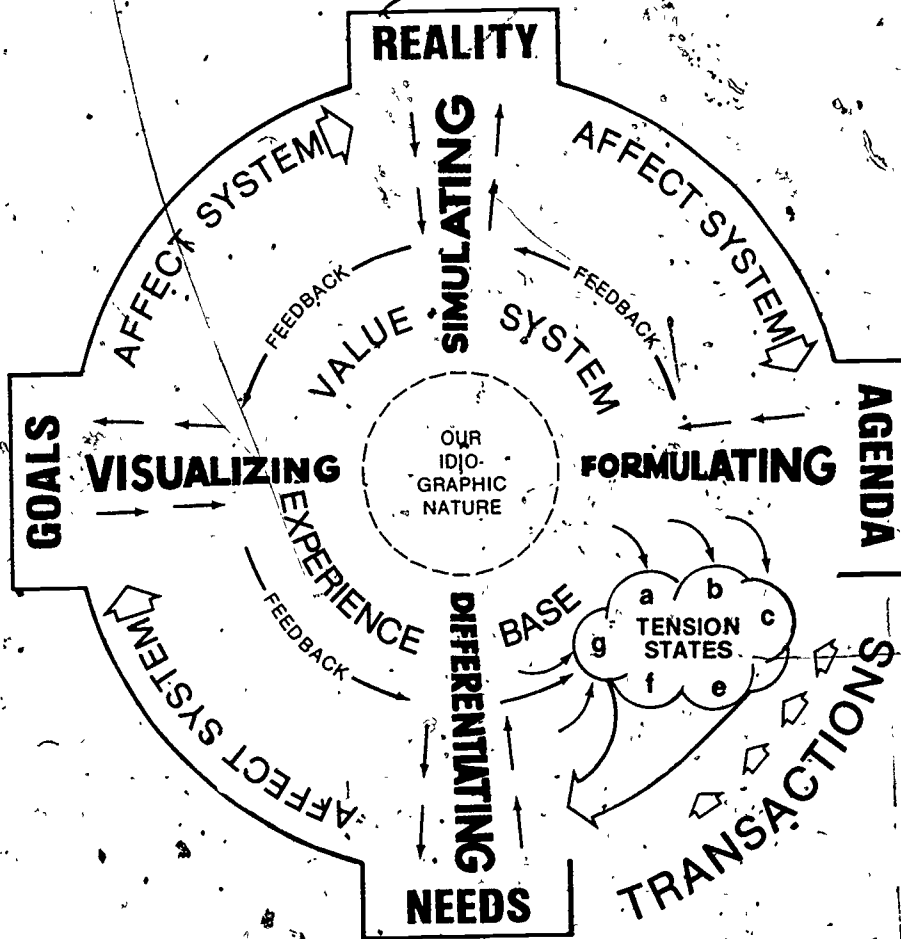 REALITY
SIMULATING
AFFECT SYSTEM
AFFECT SYSTEM
FEEDBACK
FEEDBACK
VALUE
SYSTEM
GOALS
VISUALIZING
OUR
IDIO-
GRAPHIC
NATURE
FORMULATING
AGENDA
EXPERIENCE
BASE
FEEDBACK
DIFFERENTIATING
a
b
c
g
TENSION
STATES
f
e
AFFECT SYSTEM
TRANSACTIONS
NEEDS